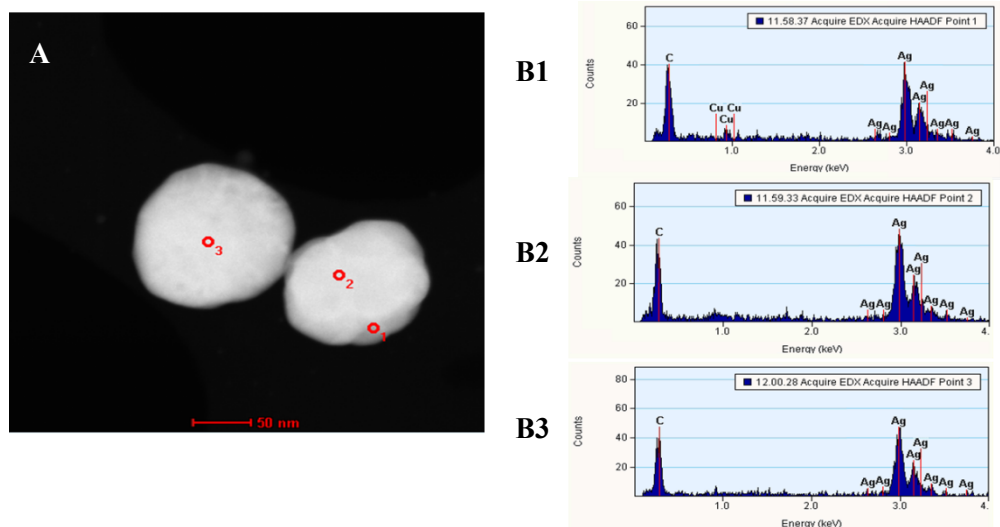 A
3
2
1
50 nm
B1
11.58.37 Acquire EDX Acquire HAADF Point 1
Counts
60
40
20
C
Cu
Cu
Cu
Ag
Ag
Ag
Ag
Ag
Ag
Ag
Ag
1.0
2.0
3.0
4.0
Energy (keV)
B2
11.59.33 Acquire EDX Acquire HAADF Point 2
Counts
60
40
20
C
Ag
Ag
Ag
Ag
Ag
Ag
Ag
Ag
1.0
2.0
3.0
4.
Energy (keV)
B3
12.00.28 Acquire EDX Acquire HAADF Point 3
Counts
80
60
40
20
C
Ag
Ag
Ag
Ag
Ag
Ag
Ag
Ag
1.0
2.0
3.0
4.
Energy (keV)